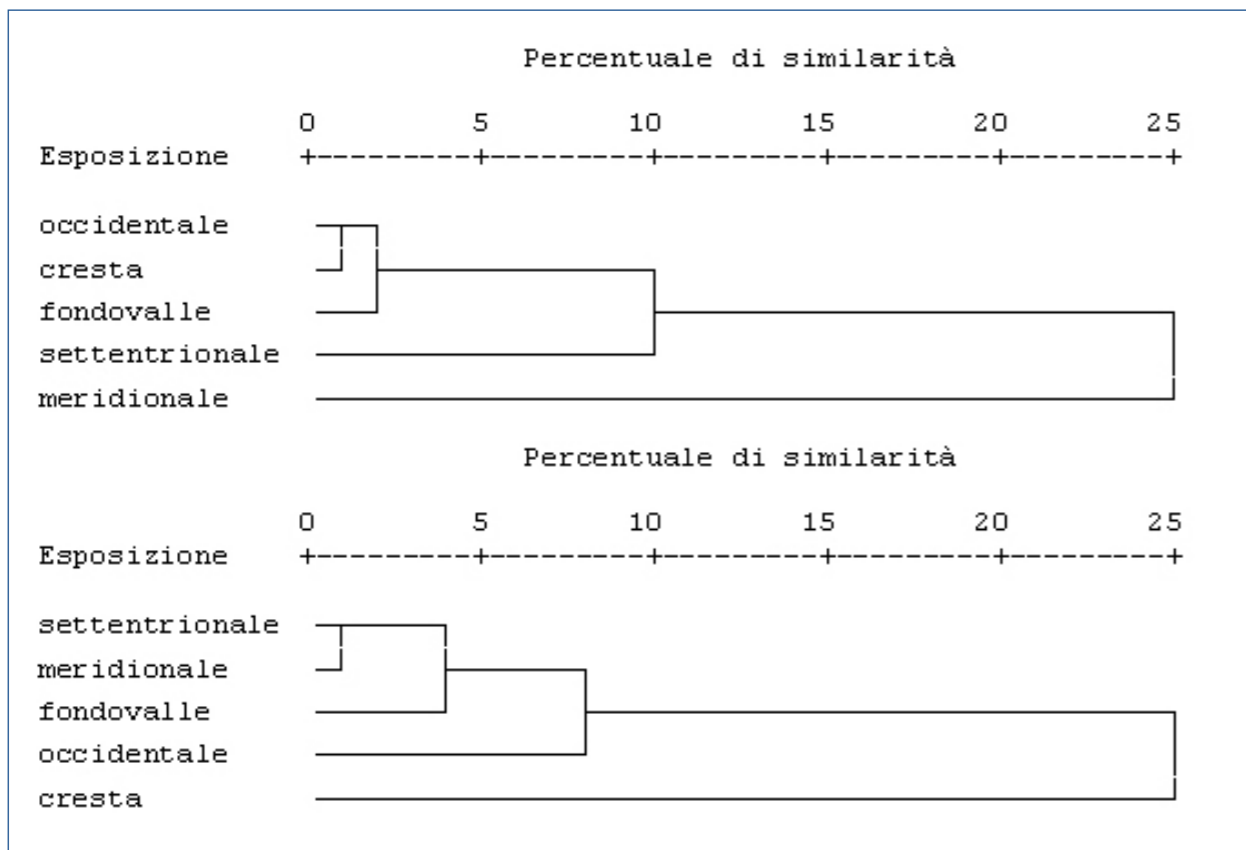 Percentuale di similarità
0 5 10 15 20 25
Esposizione +---------+---------+---------+---------+---------+
occidentale
cresta
fondovalle
settentrionale
meridionale
Percentuale di similarità
0 5 10 15 20 25
Esposizione +---------+---------+---------+---------+---------+
settentrionale
meridionale
fondovalle
occidentale
cresta